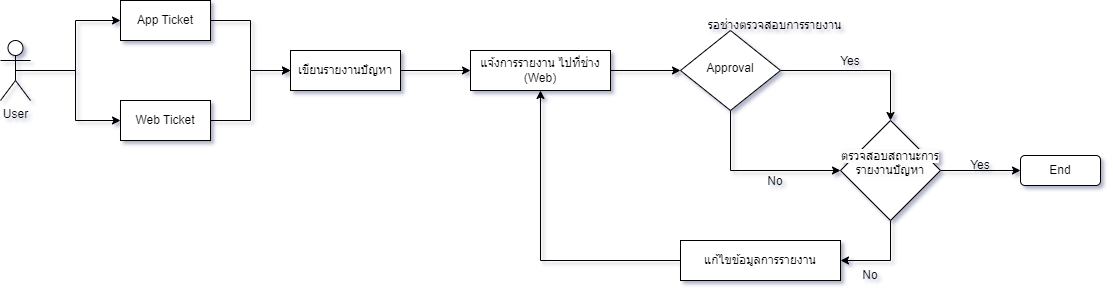 App Ticket
Web Ticket
User
เขียนรายงานปัญหา
แจ้งการรายงาน ไปที่ช่าง
(Web)
รอช่างตรวจสอบการรายงาน
Approval
Yes
No
ตรวจสอบสถานะการ
รายงานปัญหา
Yes
End
No
แก้ไขข้อมูลการรายงาน